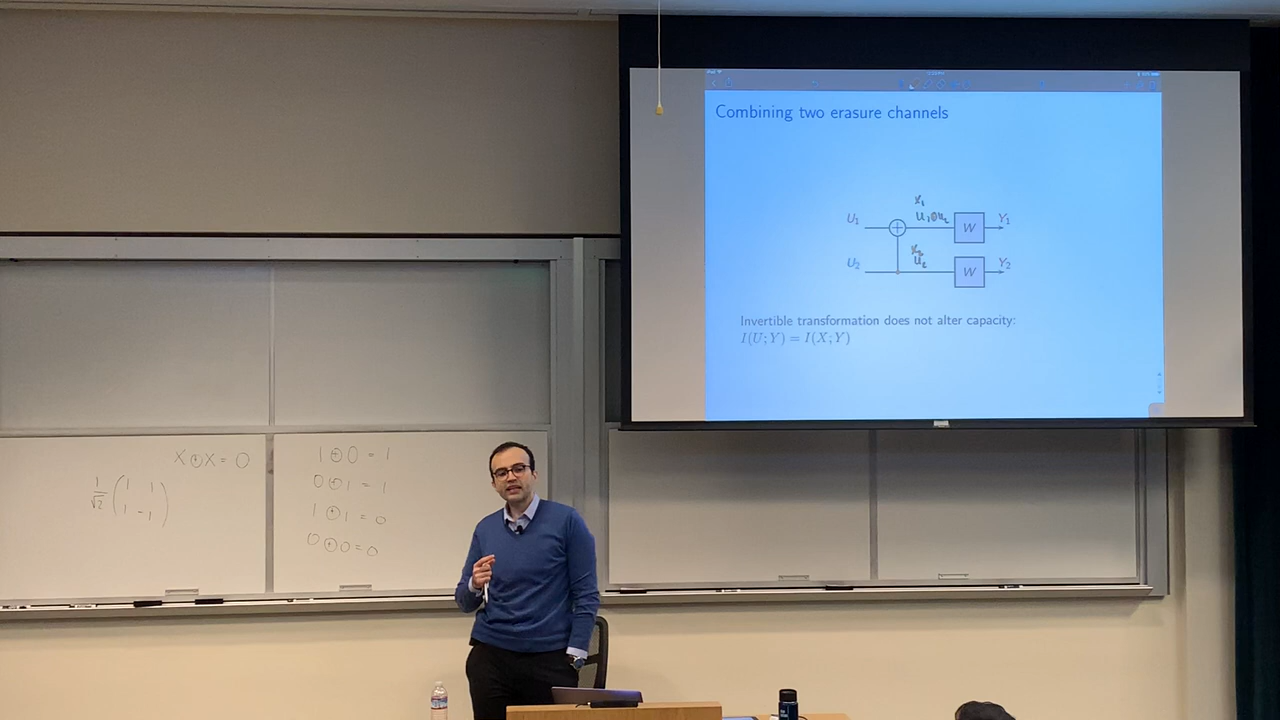 Combining two erasure channels
X₁
U₁ U₁⊕U₂ W Y₁
X₂
U₂ U₂ W Y₂
Invertible transformation does not alter capacity:
I(U;Y) = I(X;Y)
X⊕X=0
1/√2 (1 1
1 -1)
1⊕0=1
0⊕1=1
1⊕1=0
0⊕0=0